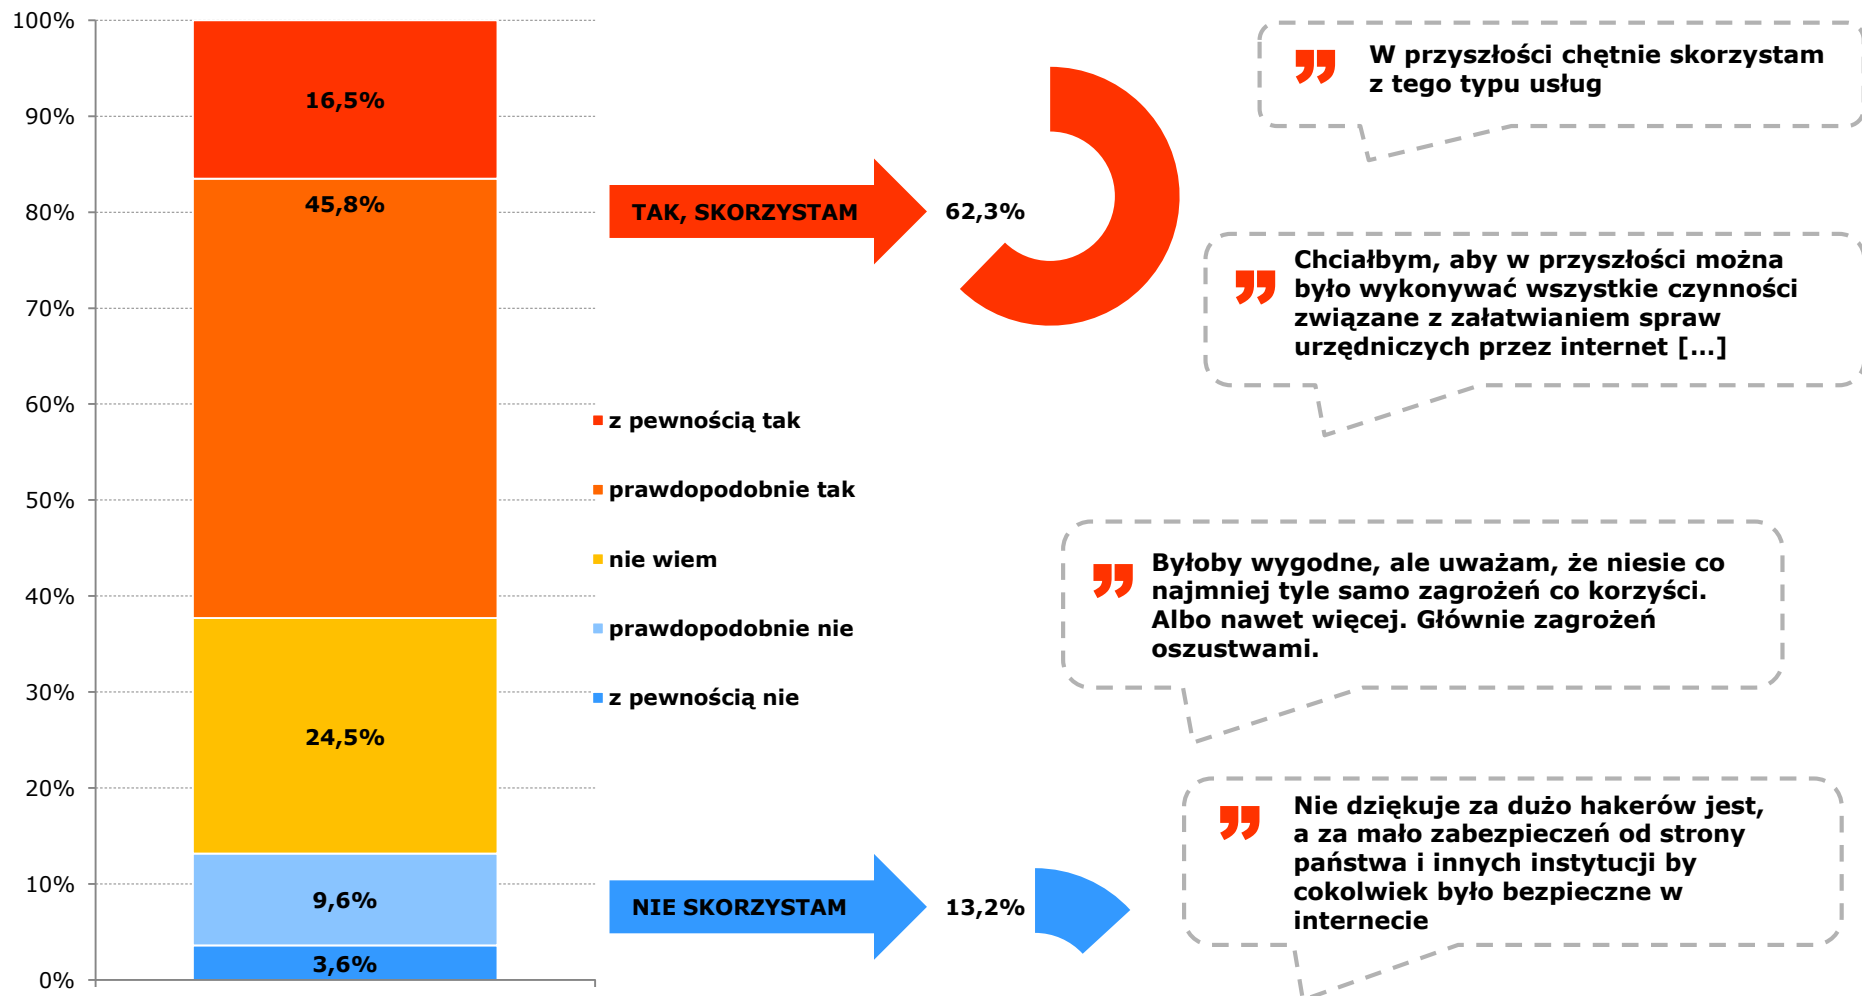 100%
90%
80%
70%
60%
50%
40%
30%
20%
10%
0%
16,5%
45,8%
24,5%
9,6%
3,6%
TAK, SKORZYSTAM
62,3%
z pewnością tak
prawdopodobnie tak
nie wiem
prawdopodobnie nie
z pewnością nie
NIE SKORZYSTAM
13,2%
W przyszłości chętnie skorzystam
z tego typu usług
Chciałbym, aby w przyszłości można
było wykonywać wszystkie czynności
związane z załatwianiem spraw
urzędniczych przez internet [...]
Byłoby wygodne, ale uważam, że niesie co
najmniej tyle samo zagrożeń co korzyści.
Albo nawet więcej. Głównie zagrożeń
oszustwami.
Nie dziękuje za dużo hakerów jest,
a za mało zabezpieczeń od strony
państwa i innych instytucji by
cokolwiek było bezpieczne w
internecie